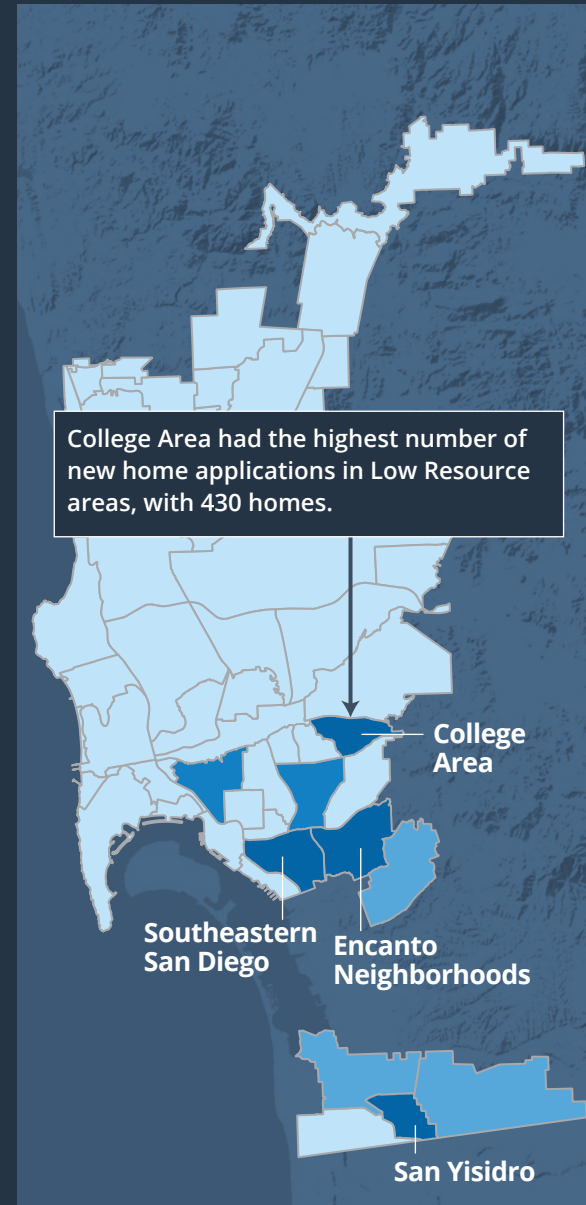 College Area had the highest number of
new home applications in Low Resource
areas, with 430 homes.
College
Area
Southeastern
San Diego
Encanto
Neighborhoods
San Yisidro